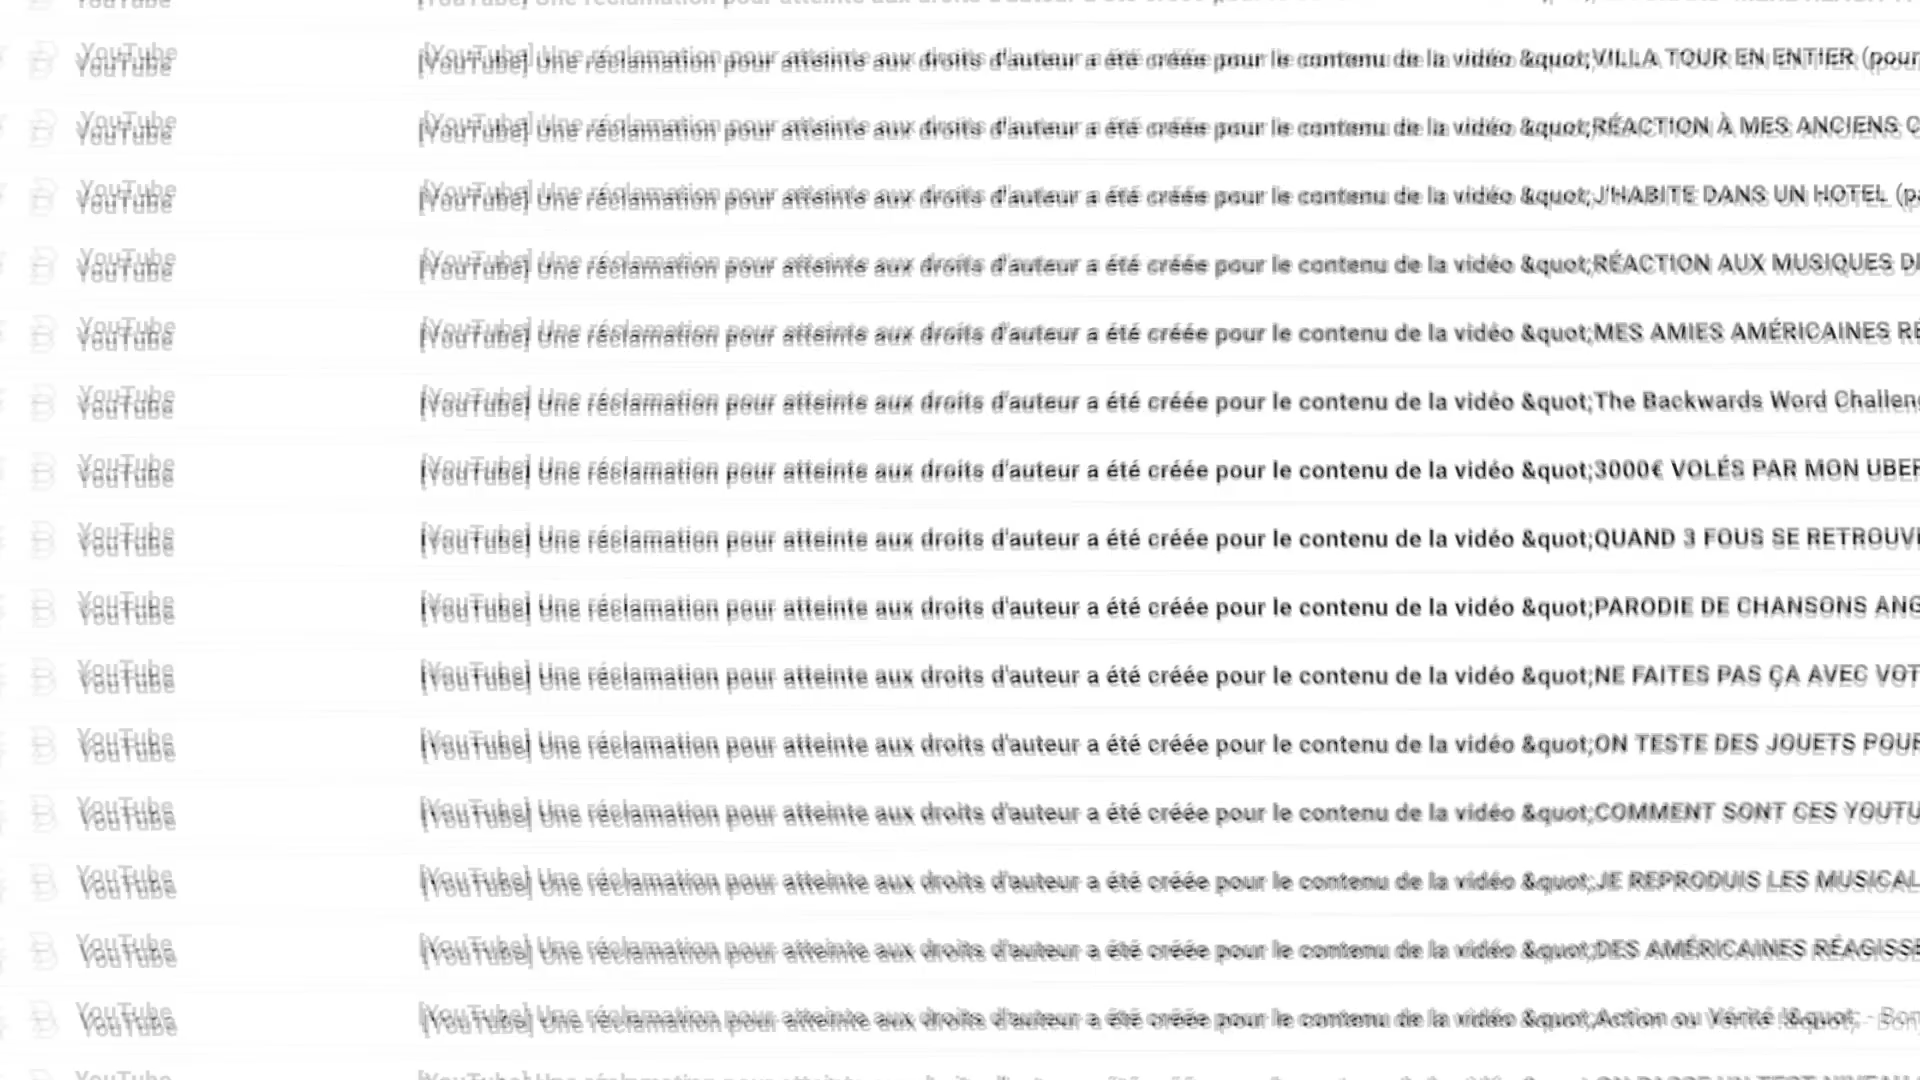 YouTube [YouTube] Une réclamation pour atteinte aux droits d'auteur a été créée pour le contenu de la vidéo &quot;VILLA TOUR EN ENTIER (pour
YouTube [YouTube] Une réclamation pour atteinte aux droits d'auteur a été créée pour le contenu de la vidéo &quot;RÉACTION À MES ANCIENS
YouTube [YouTube] Une réclamation pour atteinte aux droits d'auteur a été créée pour le contenu de la vidéo &quot;J'HABITE DANS UN HOTEL
YouTube [YouTube] Une réclamation pour atteinte aux droits d'auteur a été créée pour le contenu de la vidéo &quot;RÉACTION AUX MUSIQUES
YouTube [YouTube] Une réclamation pour atteinte aux droits d'auteur a été créée pour le contenu de la vidéo &quot;MES AMIES AMÉRICAINES
YouTube [YouTube] Une réclamation pour atteinte aux droits d'auteur a été créée pour le contenu de la vidéo &quot;The Backwards Word Challen
YouTube [YouTube] Une réclamation pour atteinte aux droits d'auteur a été créée pour le contenu de la vidéo &quot;3000€ VOLÉS PAR MON UBER
YouTube [YouTube] Une réclamation pour atteinte aux droits d'auteur a été créée pour le contenu de la vidéo &quot;QUAND 3 FOUS SE RETROUV
YouTube [YouTube] Une réclamation pour atteinte aux droits d'auteur a été créée pour le contenu de la vidéo &quot;PARODIE DE CHANSONS ANG
YouTube [YouTube] Une réclamation pour atteinte aux droits d'auteur a été créée pour le contenu de la vidéo &quot;NE FAITES PAS ÇA AVEC VOT
YouTube [YouTube] Une réclamation pour atteinte aux droits d'auteur a été créée pour le contenu de la vidéo &quot;ON TESTE DES JOUETS POUR
YouTube [YouTube] Une réclamation pour atteinte aux droits d'auteur a été créée pour le contenu de la vidéo &quot;COMMENT SONT CES YOUTU
YouTube [YouTube] Une réclamation pour atteinte aux droits d'auteur a été créée pour le contenu de la vidéo &quot;JE REPRODUIS LES MUSICAL
YouTube [YouTube] Une réclamation pour atteinte aux droits d'auteur a été créée pour le contenu de la vidéo &quot;DES AMÉRICAINES RÉAGISSE
YouTube [YouTube] Une réclamation pour atteinte aux droits d'auteur a été créée pour le contenu de la vidéo &quot;Action ou Vérité !&quot; - Bon